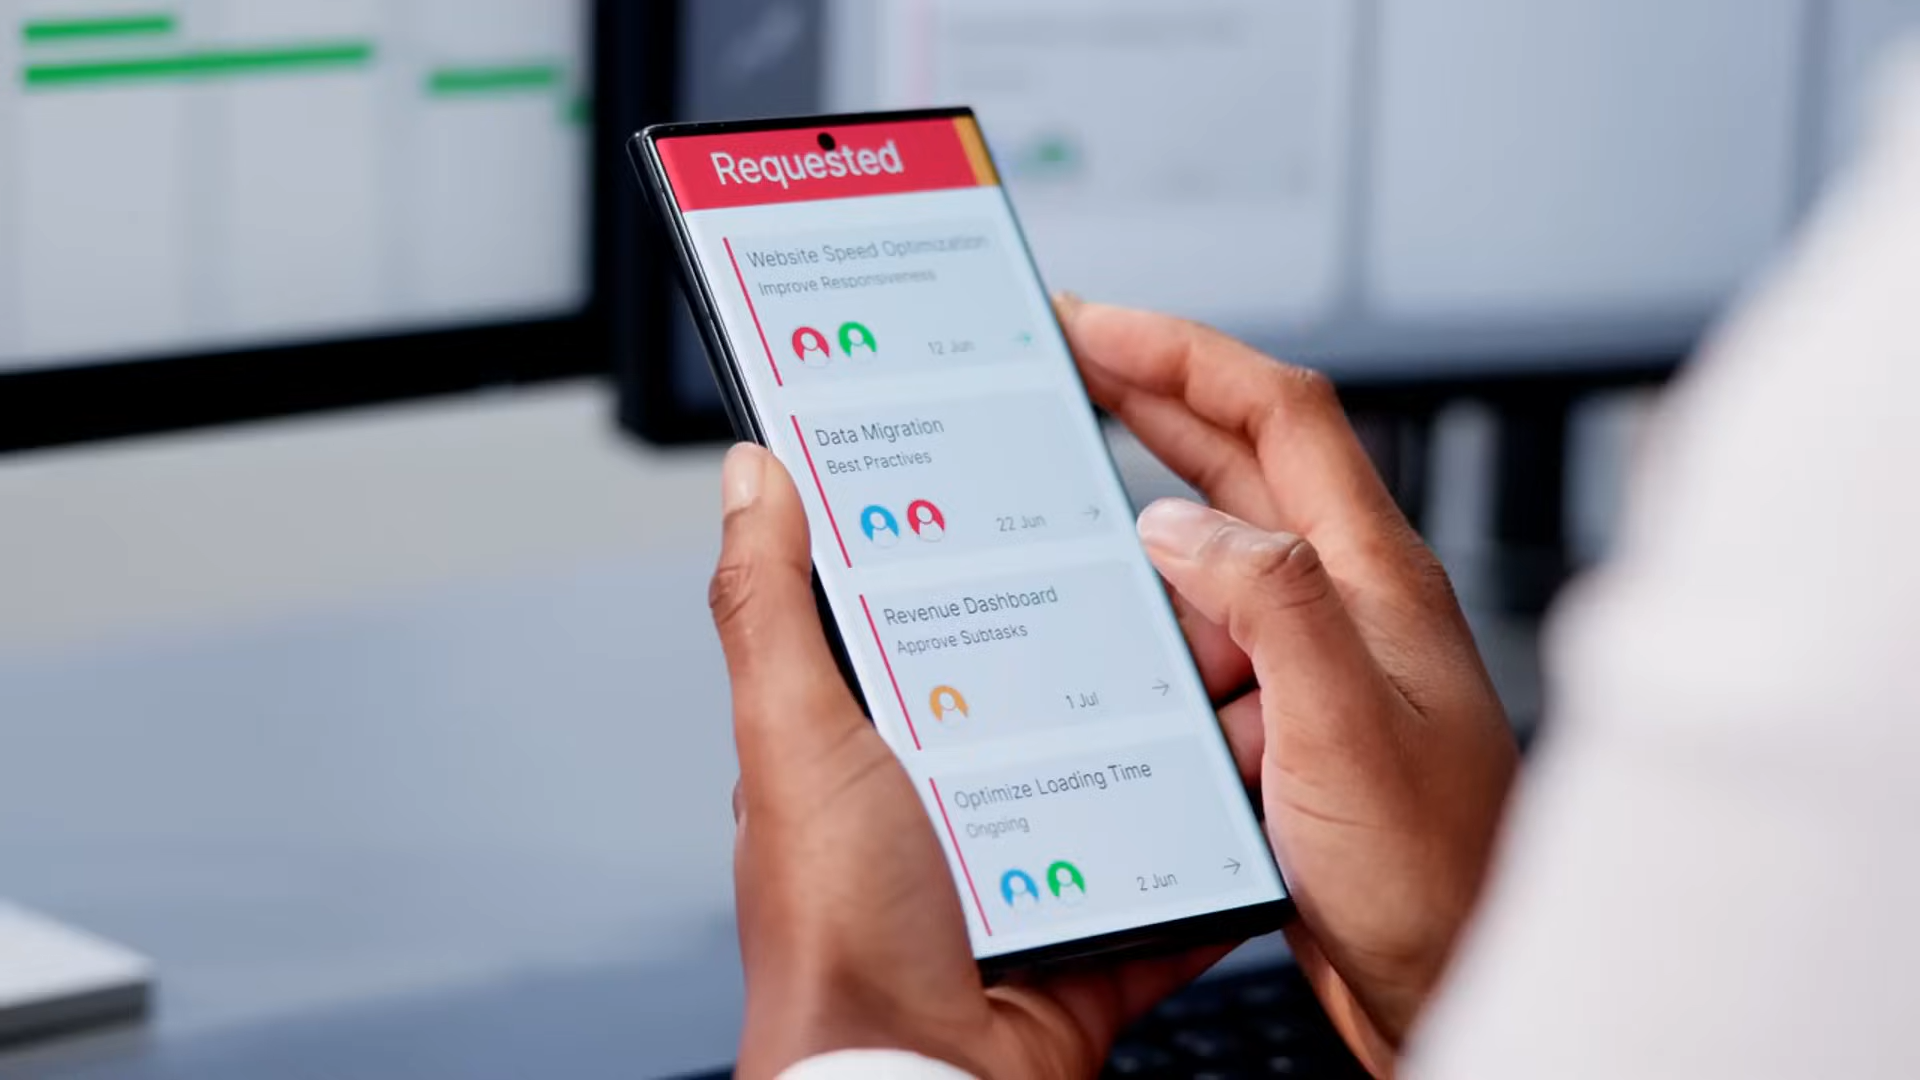 Requested
Website Speed Optimization
Improve Responsiveness
12 Jun
Data Migration
Best Practives
22 Jun
Revenue Dashboard
Approve Subtasks
1 Jul
Optimize Loading Time
Ongoing
2 Jun